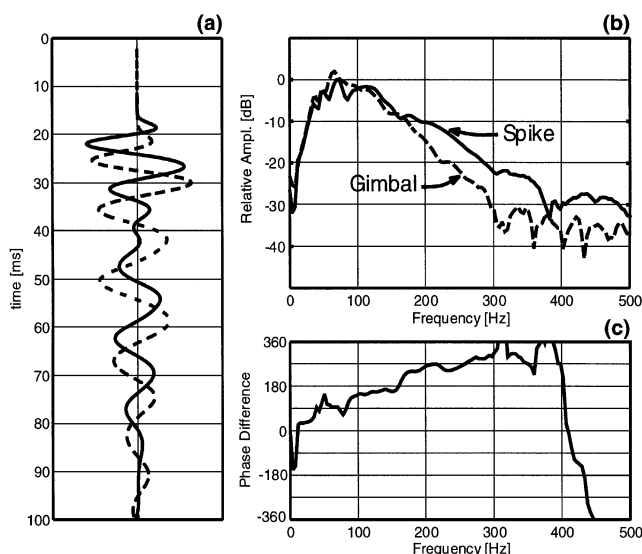 (a)
0
10
20
30
40
50
60
70
80
90
100
time [ms]
(b)
0
-10
-20
-30
-40
Relative Ampl. [dB]
Spike
Gimbal
0 100 200 300 400 500
Frequency [Hz]
(c)
360
180
0
-180
-360
Phase Difference
0 100 200 300 400 500
Frequency [Hz]